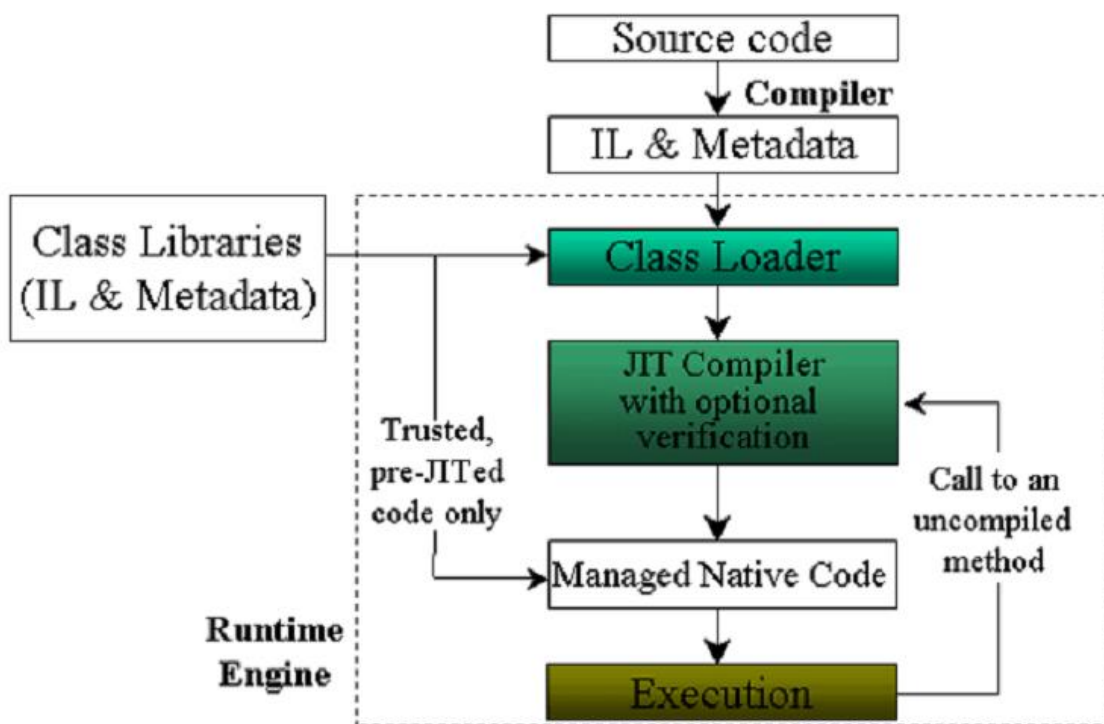 Source code
Compiler
IL & Metadata
Class Libraries
(IL & Metadata)
Class Loader
JIT Compiler
with optional
verification
Trusted,
pre-JITed
code only
Call to an
uncompiled
method
Managed Native Code
Runtime
Engine
Execution